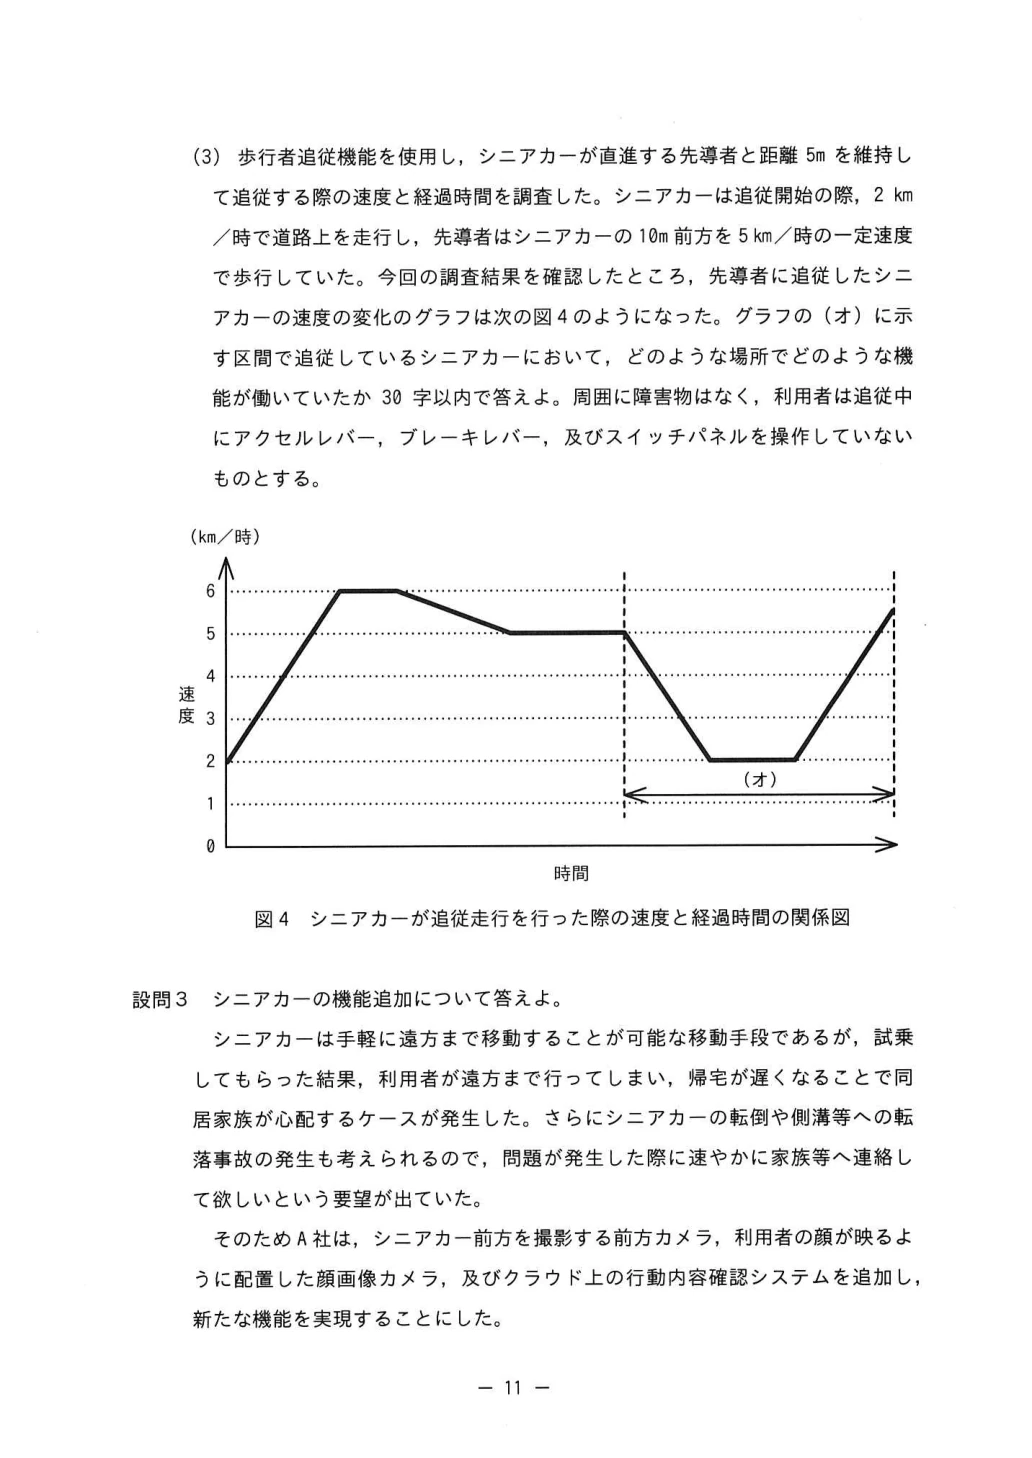 (3) 歩行者追従機能を使用し，シニアカーが直進する先導者と距離 5m を維持し
て追従する際の速度と経過時間を調査した。シニアカーは追従開始の際，2 km
／時で道路上を走行し，先導者はシニアカーの 10m 前方を 5 km／時の一定速度
で歩行していた。今回の調査結果を確認したところ，先導者に追従したシニ
アカーの速度の変化のグラフは次の図４のようになった。グラフの（オ）に示
す区間で追従しているシニアカーにおいて，どのような場所でどのような機
能が働いていたか 30 字以内で答えよ。周囲に障害物はなく，利用者は追従中
にアクセルレバー，ブレーキレバー，及びスイッチパネルを操作していない
ものとする。
（km／時）
6
5
4
速度
3
2
（オ）
1
0
時間
図４　シニアカーが追従走行を行った際の速度と経過時間の関係図
設問３　シニアカーの機能追加について答えよ。
シニアカーは手軽に遠方まで移動することが可能な移動手段であるが，試乗
してもらった結果，利用者が遠方まで行ってしまい，帰宅が遅くなることで同
居家族が心配するケースが発生した。さらにシニアカーの転倒や側溝等への転
落事故の発生も考えられるので，問題が発生した際に速やかに家族等へ連絡し
て欲しいという要望が出ていた。
そのためＡ社は，シニアカー前方を撮影する前方カメラ，利用者の顔が映るよ
うに配置した顔画像カメラ，及びクラウド上の行動内容確認システムを追加し，
新たな機能を実現することにした。
－ 11 －